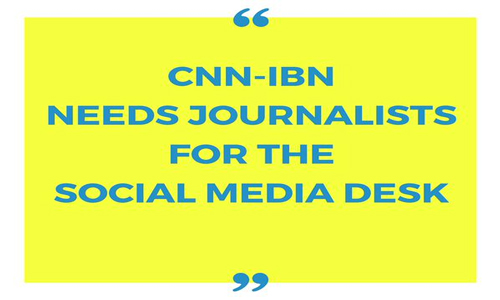 “
CNN-IBN
NEEDS JOURNALISTS
FOR THE
SOCIAL MEDIA DESK
”